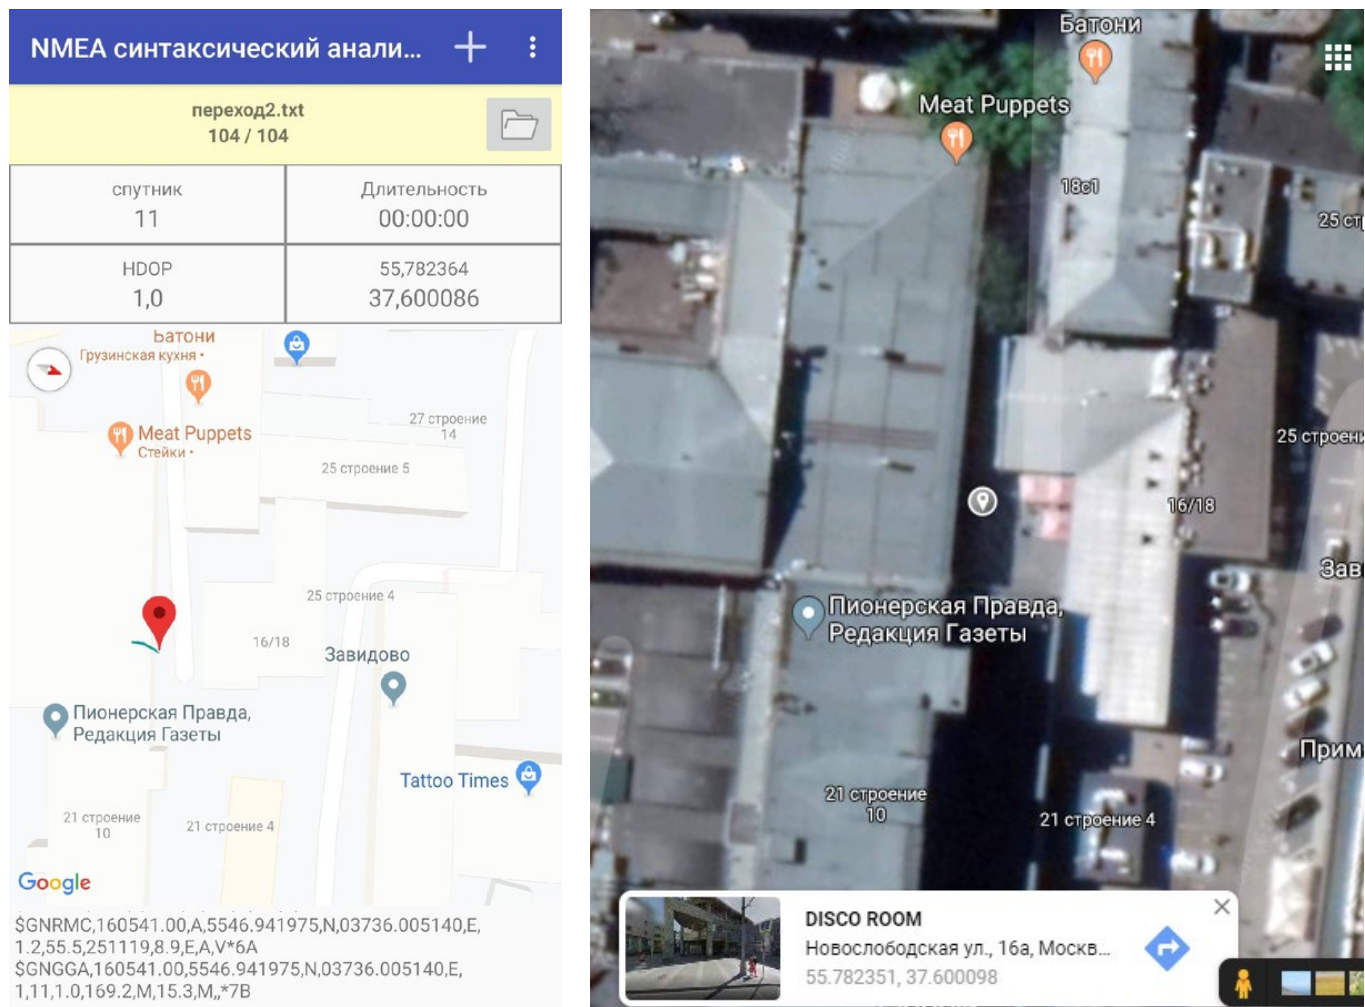 NMEA синтаксический анали...
переход2.txt
104 / 104
спутник
11
Длительность
00:00:00
HDOP
1,0
55,782364
37,600086
Батони
Грузинская кухня •
Meat Puppets
Стейки •
27 строение
14
25 строение 5
25 строение 4
16/18
Завидово
Пионерская Правда,
Редакция Газеты
Tattoo Times
21 строение
10
21 строение 4
Google
$GNRMC,160541.00,A,5546.941975,N,03736.005140,E,
1.2,55.5,251119,8.9,E,A,V*6A
$GNGGA,160541.00,5546.941975,N,03736.005140,E,
1,11,1.0,169.2,M,15.3,M,,*7B
Батони
Meat Puppets
18с1
25 ст
25 строени
16/18
Зав
Пионерская Правда,
Редакция Газеты
Прим
21 строение
10
21 строение 4
DISCO ROOM
Новослободская ул., 16а, Москв...
55.782351, 37.600098